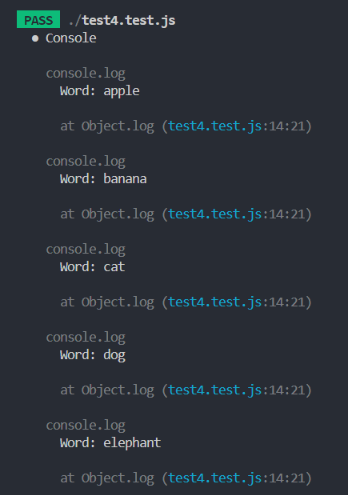 PASS ./test4.test.js
● Console
console.log
Word: apple
at Object.log (test4.test.js:14:21)
console.log
Word: banana
at Object.log (test4.test.js:14:21)
console.log
Word: cat
at Object.log (test4.test.js:14:21)
console.log
Word: dog
at Object.log (test4.test.js:14:21)
console.log
Word: elephant
at Object.log (test4.test.js:14:21)